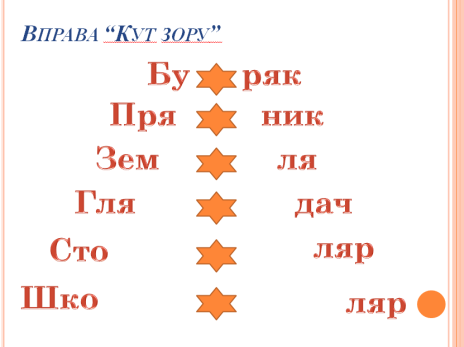 Вправа “Кут зору”
Бу ряк
Пря ник
Зем ля
Гля дач
Сто ляр
Шко ляр